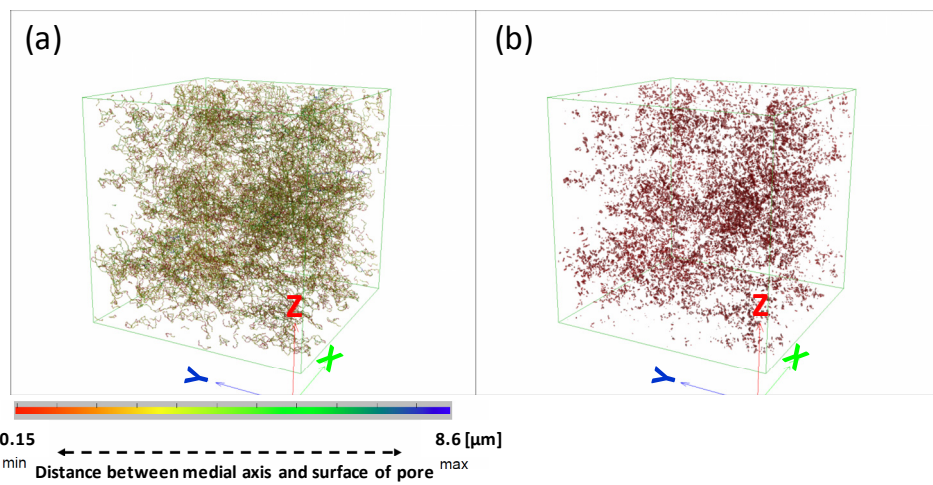 (a)
(b)
Z
X
Y
Z
X
Y
0.15
8.6 [µm]
min
max
Distance between medial axis and surface of pore